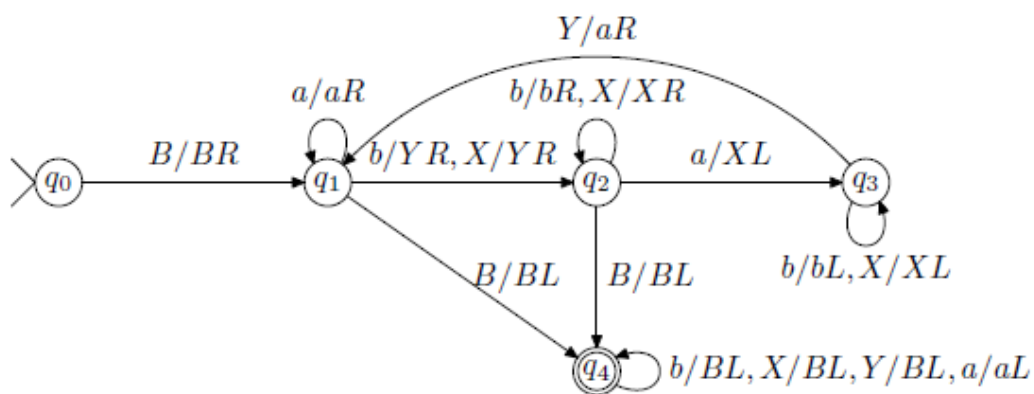 Y/aR
a/aR
b/bR, X/XR
B/BR
b/YR, X/YR
a/XL
q0
q1
q2
q3
b/bL, X/XL
B/BL
B/BL
q4
b/BL, X/BL, Y/BL, a/aL